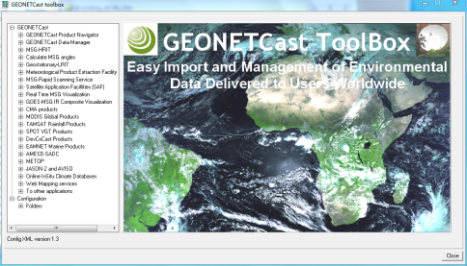 GEONETCast toolbox
GEONETCast
GEONETCast Product Navigator
GEONETCast Data Manager
MSG-HRIT
Calculate MSG angles
Geostationary-LRIT
Meteorological Product Extraction Facility
MSG Rapid Scanning Service
Satellite Application Facilities (SAF)
Real Time MSG Visualization
GOES-MSG IR Composite Visualization
CMA products
MODIS Global Products
TAMSAT Rainfall Products
SPOT VGT Products
DevCoCast Products
EAMNET Marine Products
AMESD-SADC
METOP
JASON-2 and AVISO
Online InSitu Climate Databases
Web Mapping services
To other applications
Configuration
Folders
GEONETCast ToolBox
Easy Import and Management of Environmental
Data Delivered to Users Worldwide
Config XML version 1.3
Close